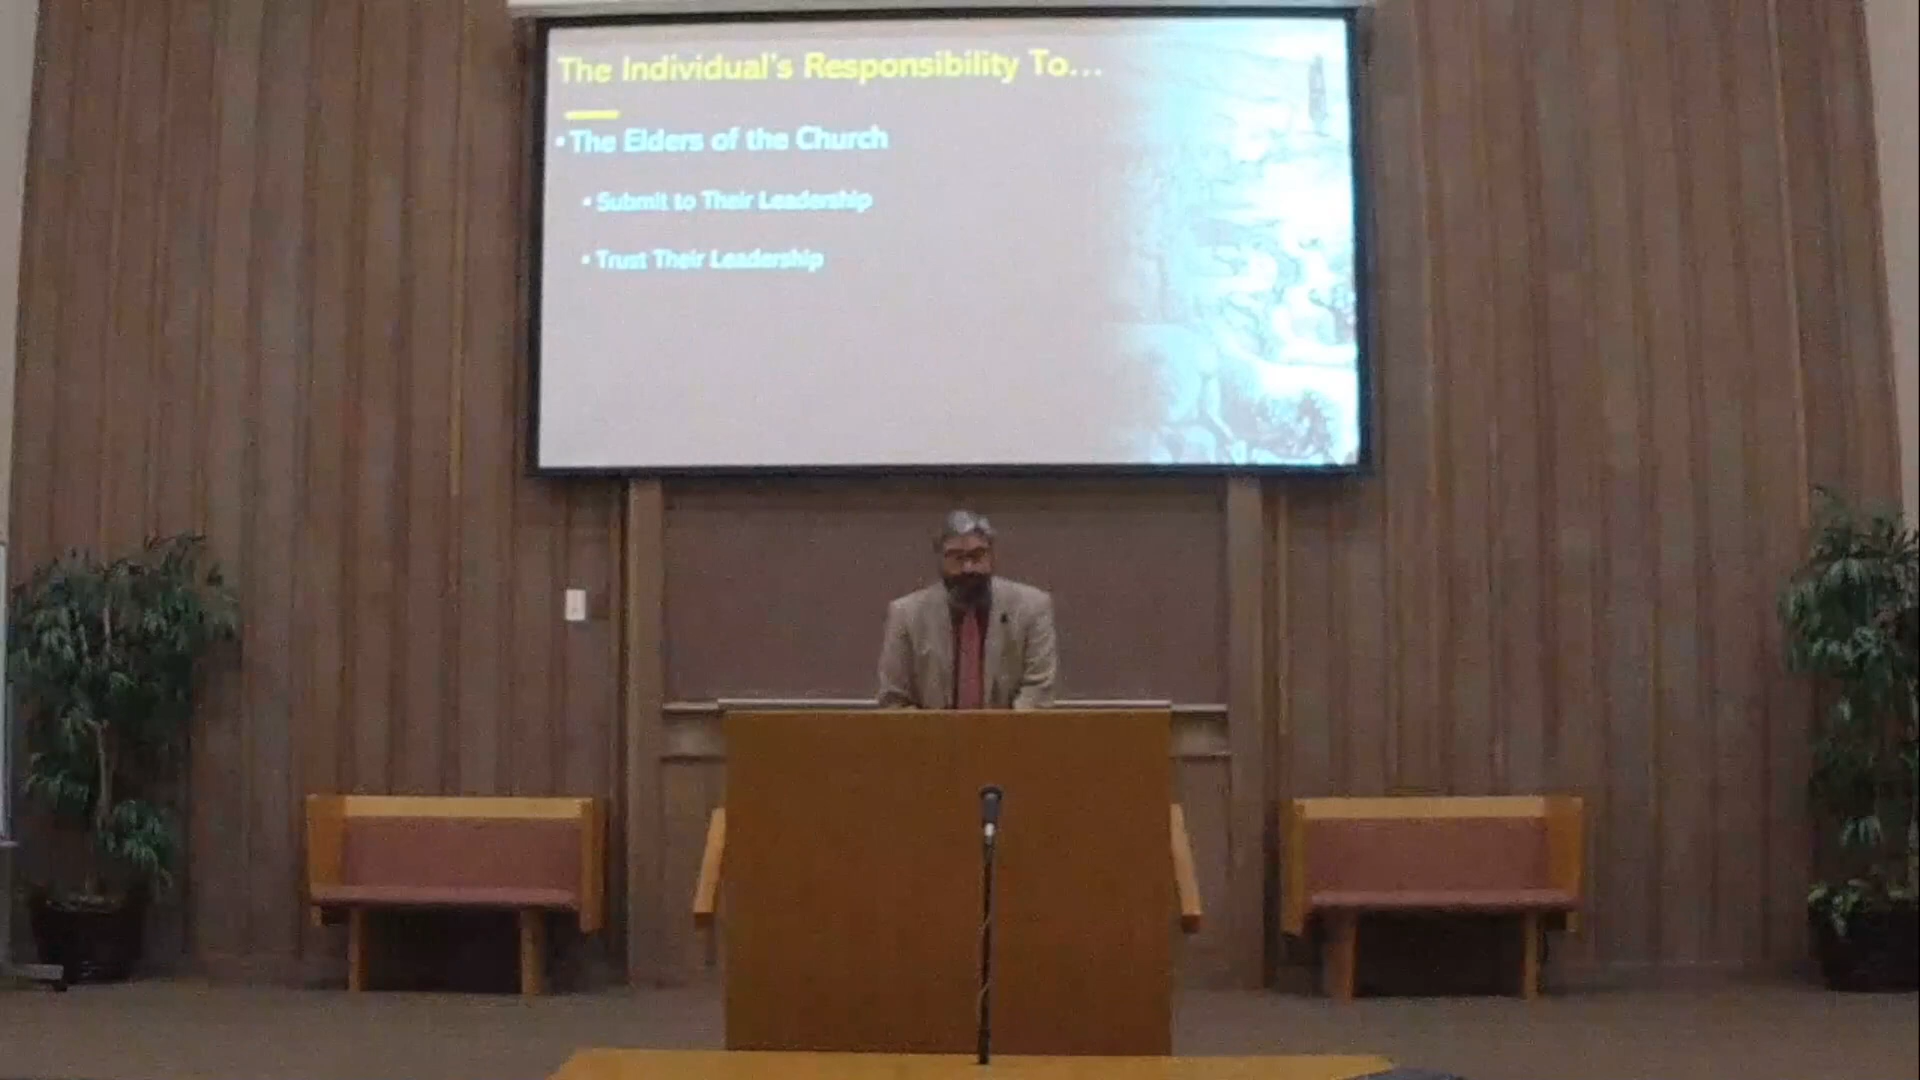 The Individual's Responsibility To...
• The Elders of the Church
• Submit to Their Leadership
• Trust Their Leadership